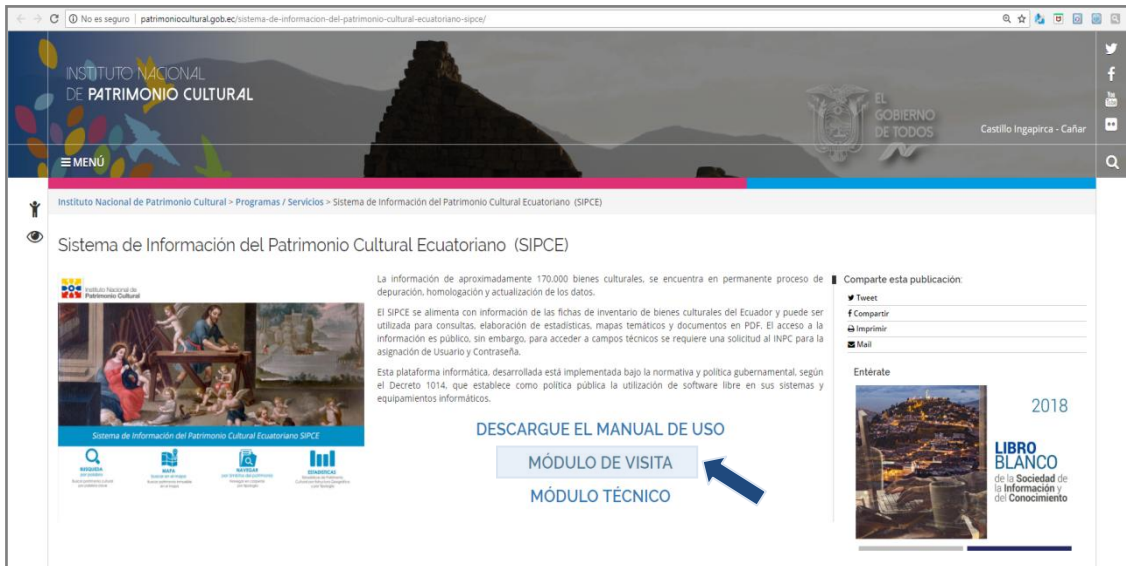 No es seguro | patrimoniocultural.gob.ec/sistema-de-informacion-del-patrimonio-cultural-ecuatoriano-sipce/
INSTITUTO NACIONAL
DE PATRIMONIO CULTURAL
EL
GOBIERNO
DE TODOS
Castillo Ingapirca - Cañar
MENÚ
Instituto Nacional de Patrimonio Cultural > Programas / Servicios > Sistema de Información del Patrimonio Cultural Ecuatoriano (SIPCE)
Sistema de Información del Patrimonio Cultural Ecuatoriano (SIPCE)
Instituto Nacional de
Patrimonio Cultural
Sistema de Información del Patrimonio Cultural Ecuatoriano SIPCE
BUSQUEDA
MAPA
NAVEGAR
ESTADISTICAS
La información de aproximadamente 170.000 bienes culturales, se encuentra en permanente proceso de
depuración, homologación y actualización de los datos.
El SIPCE se alimenta con información de las fichas de inventario de bienes culturales del Ecuador y puede ser
utilizada para consultas, elaboración de estadísticas, mapas temáticos y documentos en PDF. El acceso a la
información es público, sin embargo, para acceder a campos técnicos se requiere una solicitud al INPC para la
asignación de Usuario y Contraseña.
Esta plataforma informática, desarrollada está implementada bajo la normativa y política gubernamental, según
el Decreto 1014, que establece como política pública la utilización de software libre en sus sistemas y
equipamientos informáticos.
DESCARGUE EL MANUAL DE USO
MÓDULO DE VISITA
MÓDULO TÉCNICO
Comparte esta publicación:
Tweet
Compartir
Imprimir
Mail
Entérate
2018
LIBRO
BLANCO
de la Sociedad de
la Información y
del Conocimiento